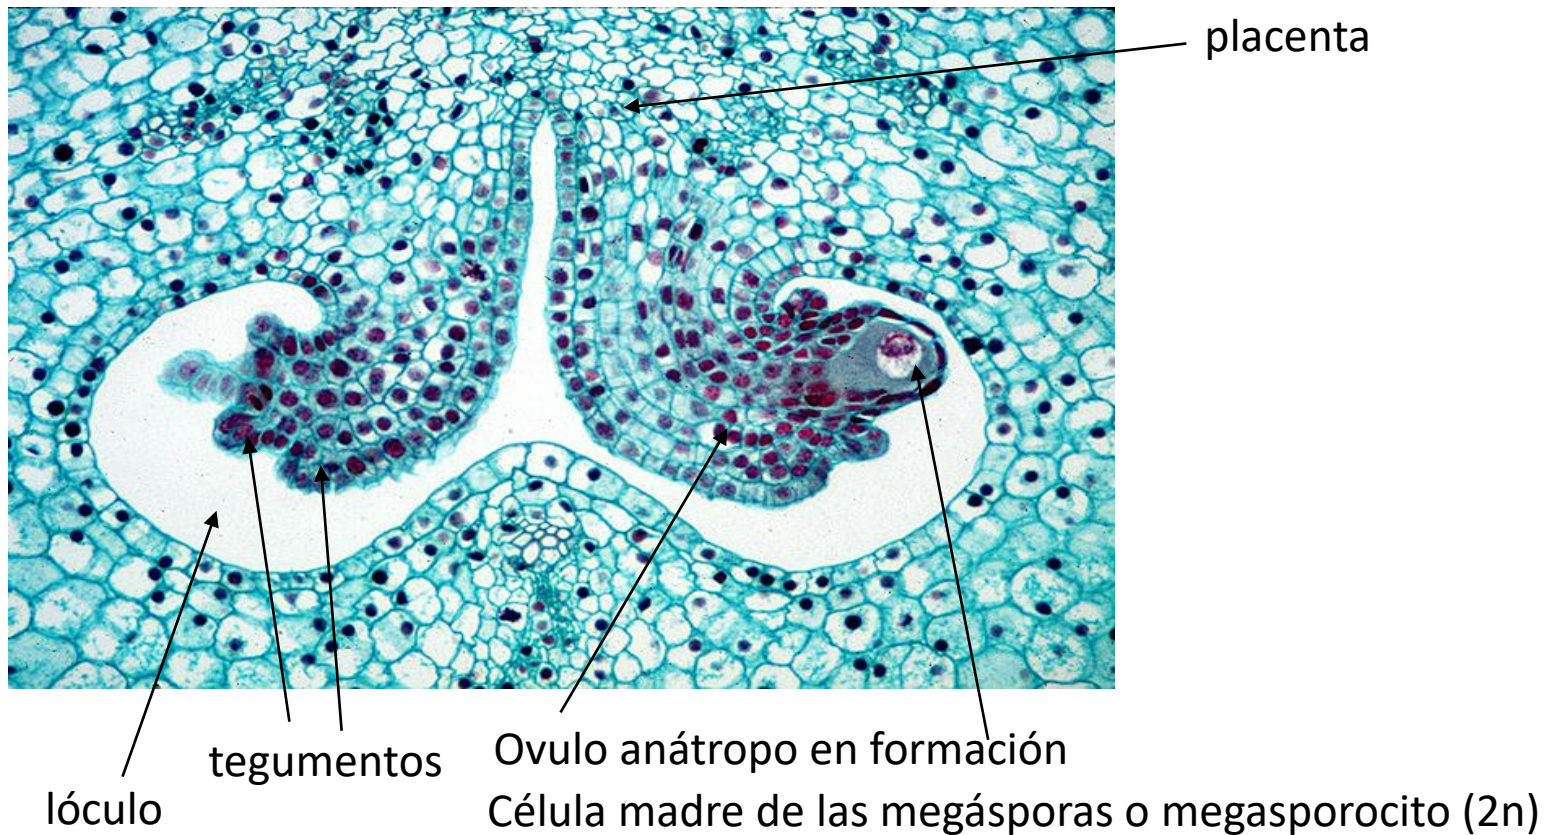 placenta
tegumentos
lóculo
Ovulo anátropo en formación
Célula madre de las megásporas o megasporocito (2n)